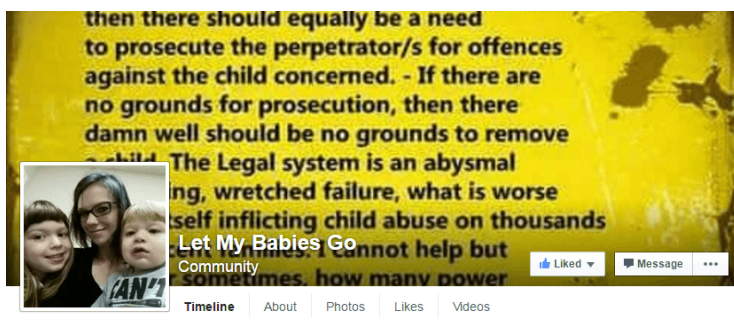 then there should equally be a need
to prosecute the perpetrator/s for offences
against the child concerned. - If there are
no grounds for prosecution, then there
damn well should be no grounds to remove
a child. The Legal system is an abysmal
ing, wretched failure, what is worse
tself inflicting child abuse on thousands
Let My Babies Go
I cannot help but
Community
sometimes, how many power
CAN'T
Liked
Message
Timeline
About
Photos
Likes
Videos